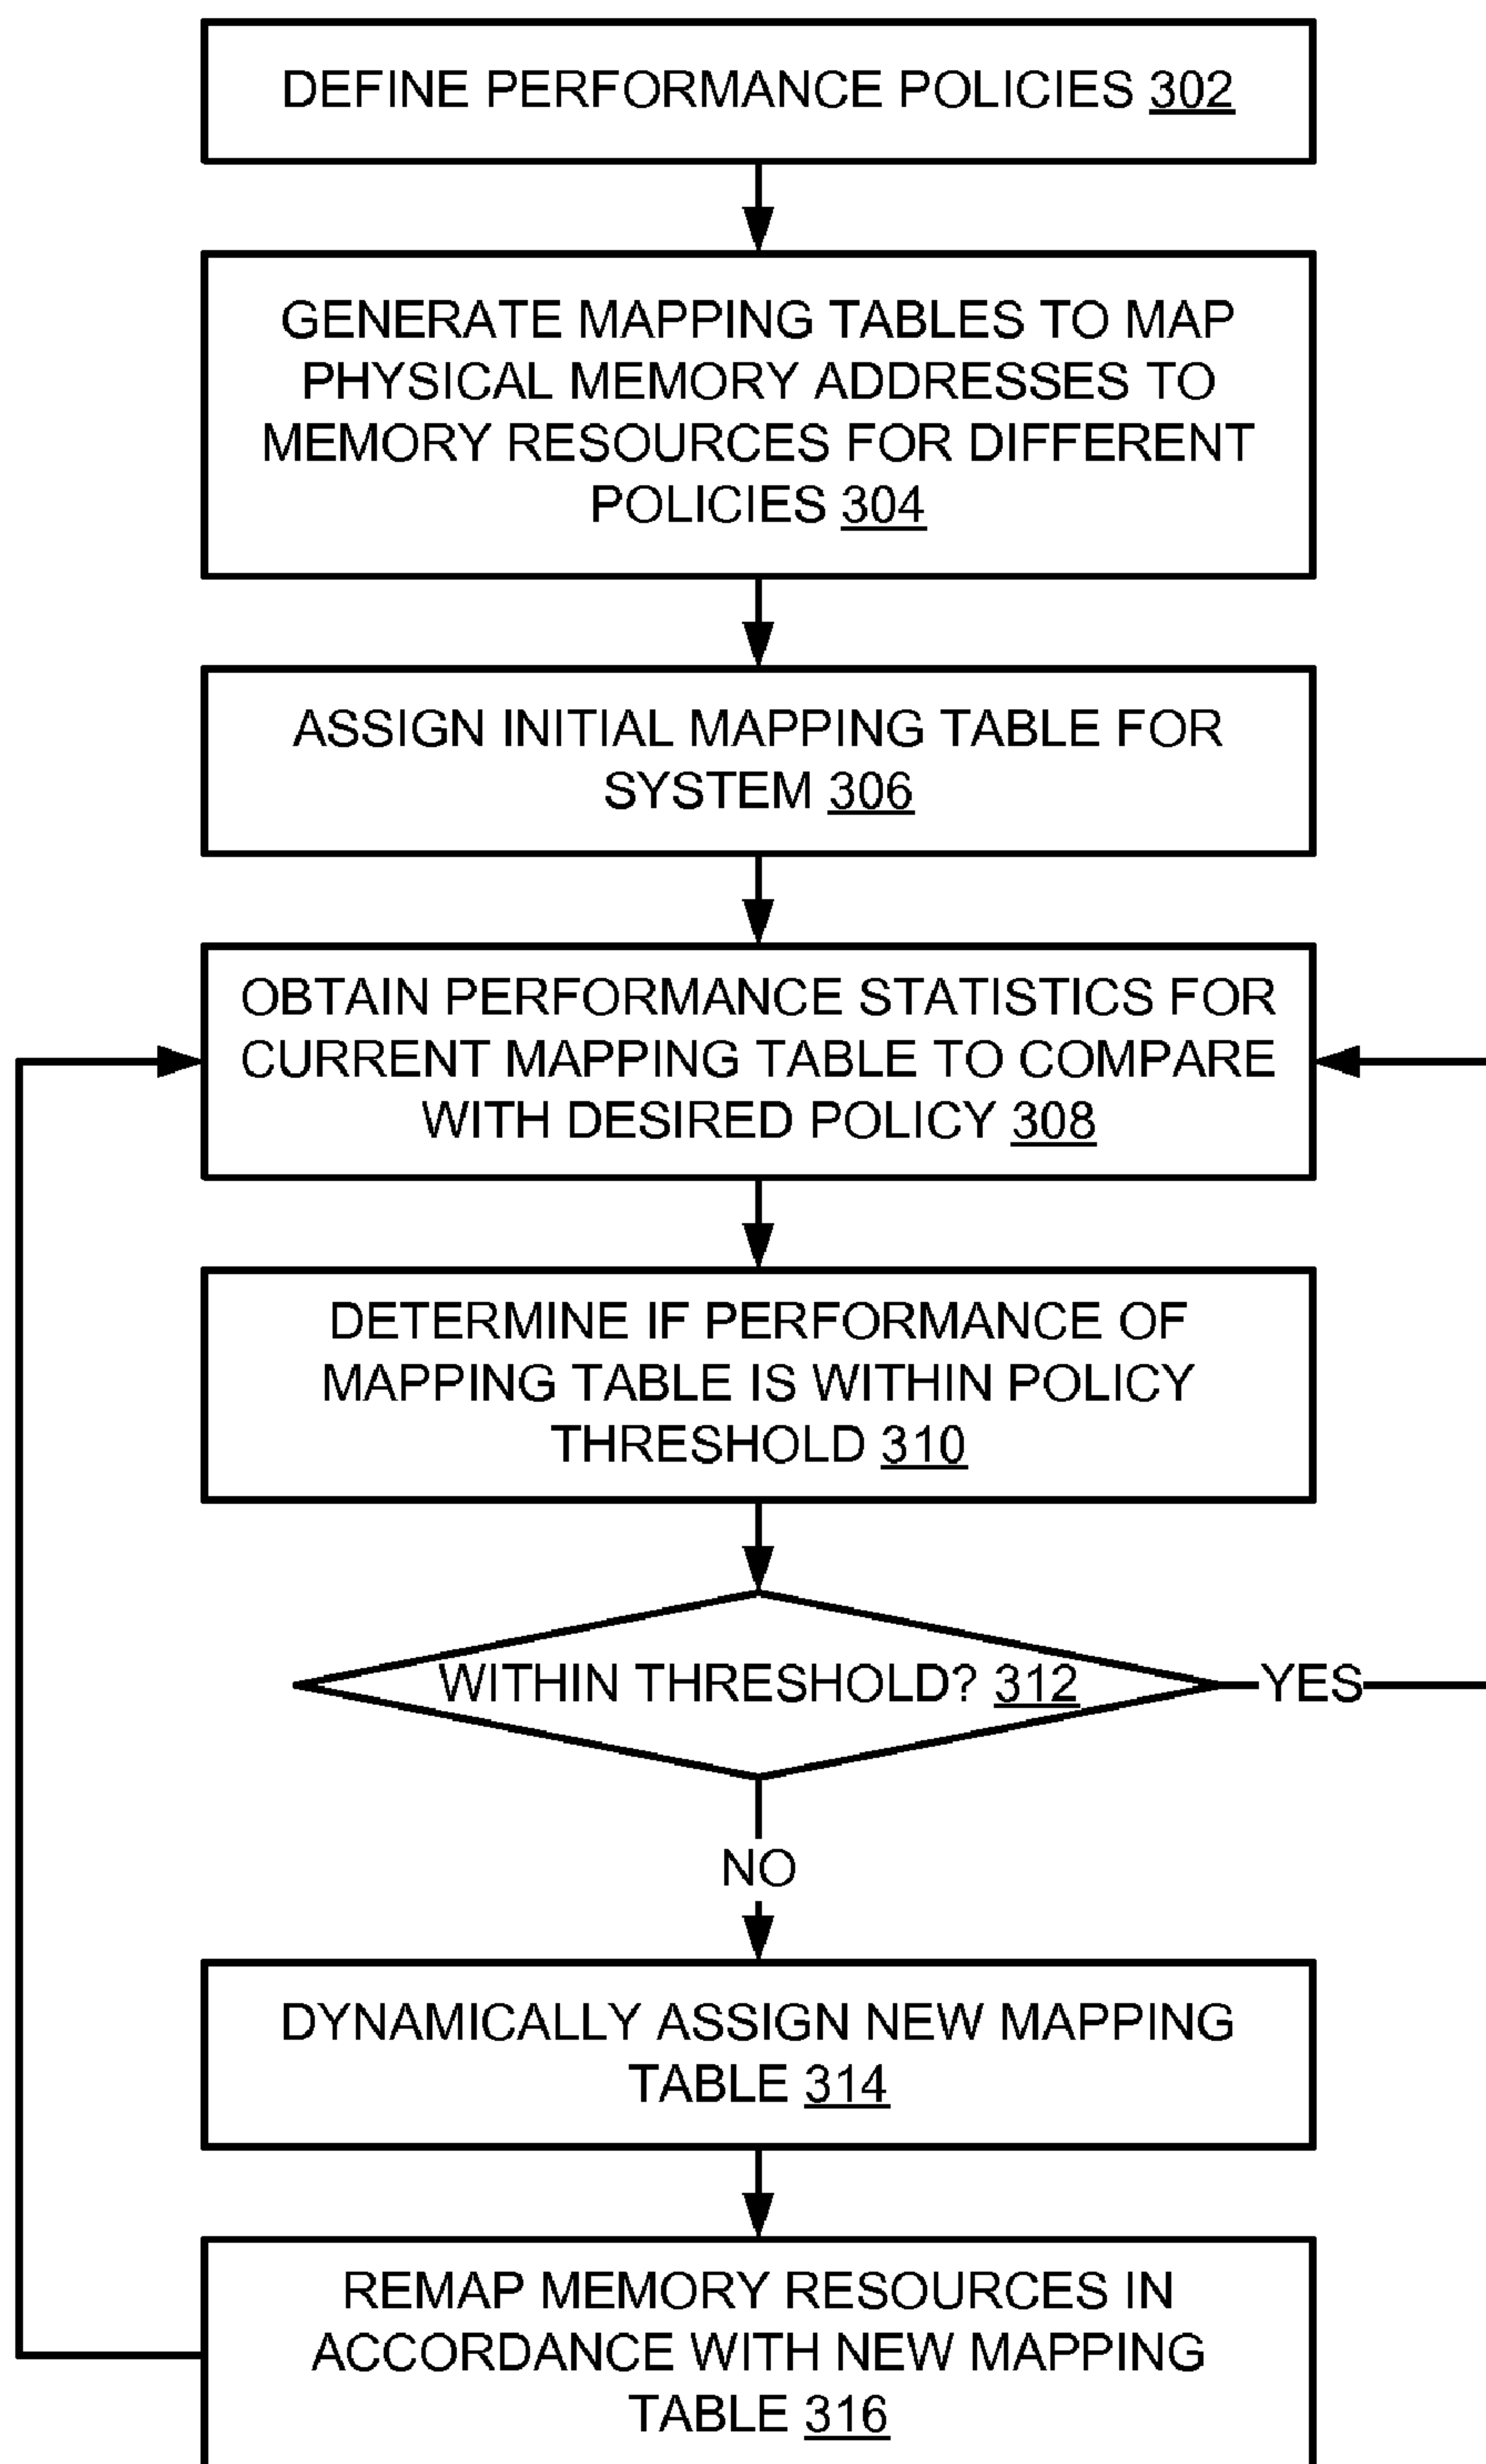 DEFINE PERFORMANCE POLICIES 302
GENERATE MAPPING TABLES TO MAP
PHYSICAL MEMORY ADDRESSES TO
MEMORY RESOURCES FOR DIFFERENT
POLICIES 304
ASSIGN INITIAL MAPPING TABLE FOR
SYSTEM 306
OBTAIN PERFORMANCE STATISTICS FOR
CURRENT MAPPING TABLE TO COMPARE
WITH DESIRED POLICY 308
DETERMINE IF PERFORMANCE OF
MAPPING TABLE IS WITHIN POLICY
THRESHOLD 310
WITHIN THRESHOLD? 312
YES
NO
DYNAMICALLY ASSIGN NEW MAPPING
TABLE 314
REMAP MEMORY RESOURCES IN
ACCORDANCE WITH NEW MAPPING
TABLE 316